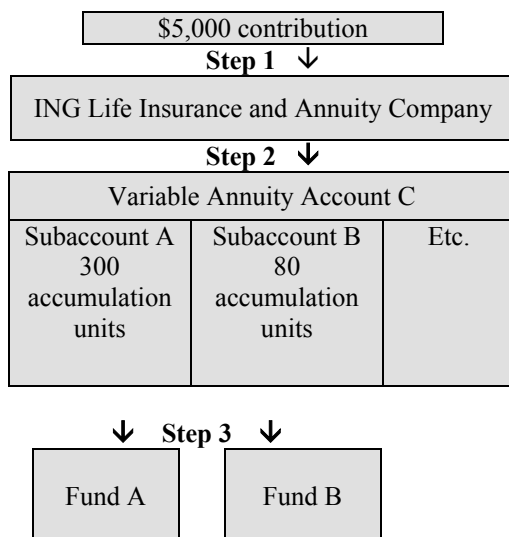 $5,000 contribution
Step 1 ↓
ING Life Insurance and Annuity Company
Step 2 ↓
Variable Annuity Account C
Subaccount A
300
accumulation
units
Subaccount B
80
accumulation
units
Etc.
↓ Step 3 ↓
Fund A
Fund B